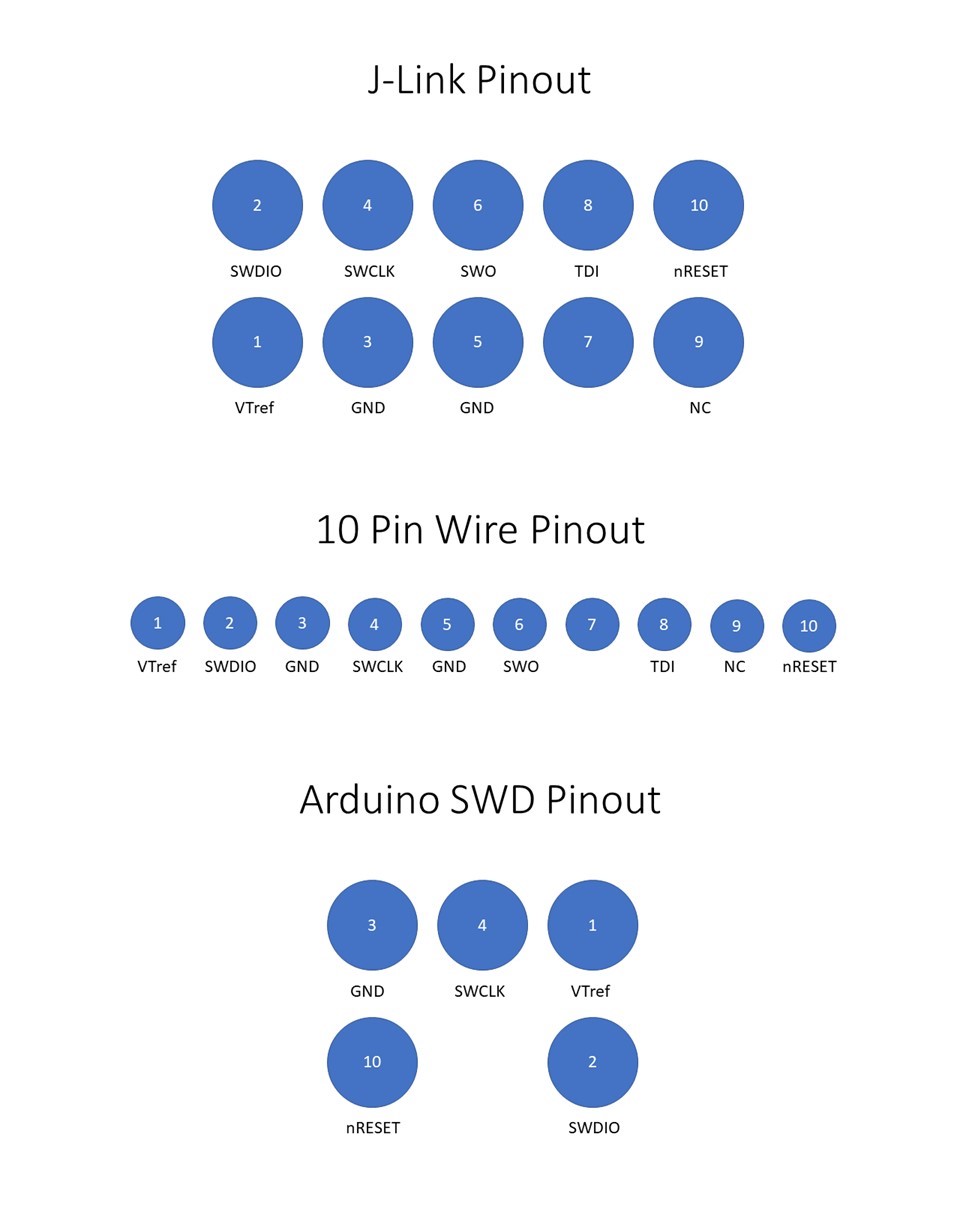 J-Link Pinout
2 4 6 8 10
SWDIO SWCLK SWO TDI nRESET
1 3 5 7 9
VTref GND GND NC
10 Pin Wire Pinout
1 2 3 4 5 6 7 8 9 10
VTref SWDIO GND SWCLK GND SWO TDI NC nRESET
Arduino SWD Pinout
3 4 1
GND SWCLK VTref
10 2
nRESET SWDIO